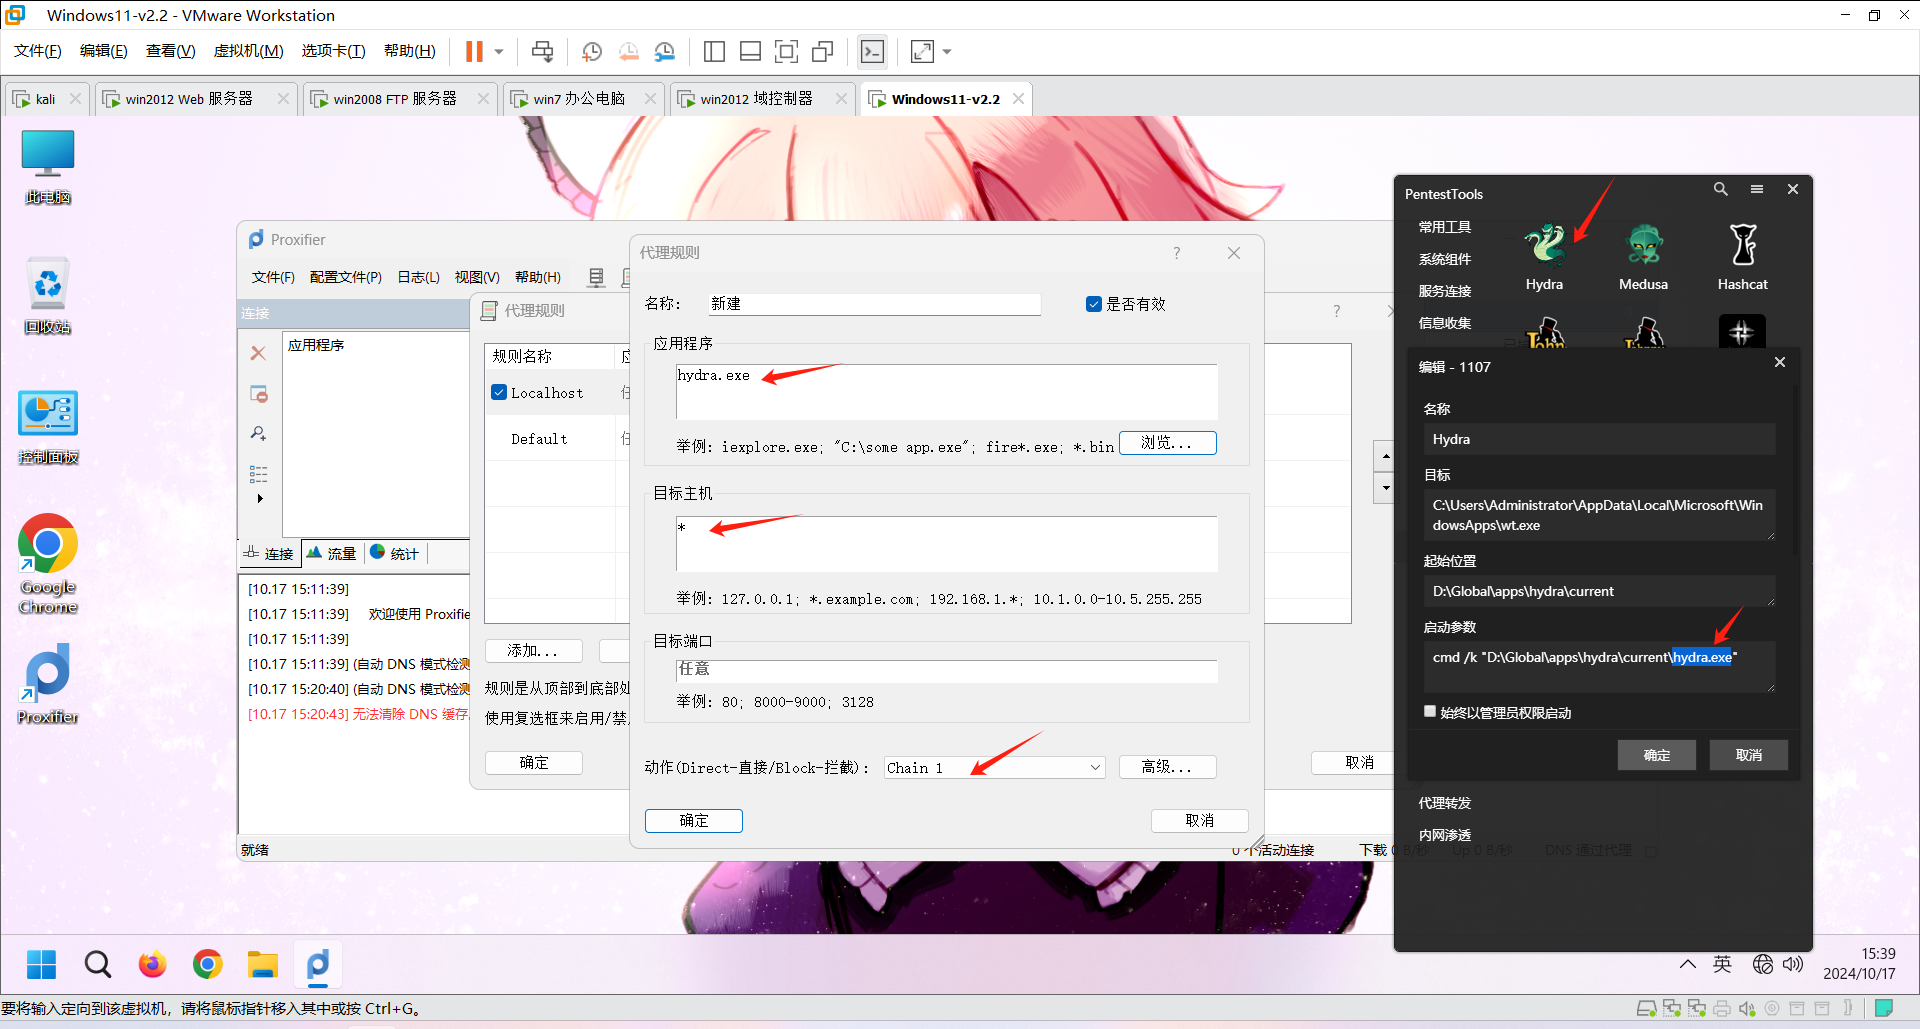 Windows11-v2.2 - VMware Workstation
文件(F) 编辑(E) 查看(V) 虚拟机(M) 选项卡(T) 帮助(H)
kali win2012 Web 服务器 win2008 FTP 服务器 win7 办公电脑 win2012 域控制器 Windows11-v2.2
此电脑
回收站
控制面板
Google
Chrome
Proxifier
Proxifier
文件(F) 配置文件(P) 日志(L) 视图(V) 帮助(H)
连接
应用程序
连接 流量 统计
[10.17 15:11:39]
[10.17 15:11:39] 欢迎使用 Proxifie
[10.17 15:11:39]
[10.17 15:11:39] (自动 DNS 模式检测
[10.17 15:20:40] (自动 DNS 模式检测
[10.17 15:20:43] 无法清除 DNS 缓存
就绪
0 个活动连接 下载 0 B/秒 Up 0 B/秒 DNS 通过代理
代理规则
规则名称
Localhost
Default
添加...
规则是从顶部到底部处
使用复选框来启用/禁
确定
取消
代理规则
名称: 新建 是否有效
应用程序
hydra.exe
举例: iexplore.exe; "C:\some app.exe"; fire*.exe; *.bin 浏览...
目标主机
*
举例: 127.0.0.1; *.example.com; 192.168.1.*; 10.1.0.0-10.5.255.255
目标端口
任意
举例: 80; 8000-9000; 3128
动作(Direct-直接/Block-拦截): Chain 1 高级...
确定 取消
PentestTools
常用工具
系统组件
服务连接
信息收集
Hydra Medusa Hashcat
John
编辑 - 1107
名称
Hydra
目标
C:\Users\Administrator\AppData\Local\Microsoft\Win
dowsApps\wt.exe
起始位置
D:\Global\apps\hydra\current
启动参数
cmd /k "D:\Global\apps\hydra\current\hydra.exe"
始终以管理员权限启动
确定 取消
代理转发
内网渗透
英
15:39
2024/10/17
要将输入定向到该虚拟机，请将鼠标指针移入其中或按 Ctrl+G。